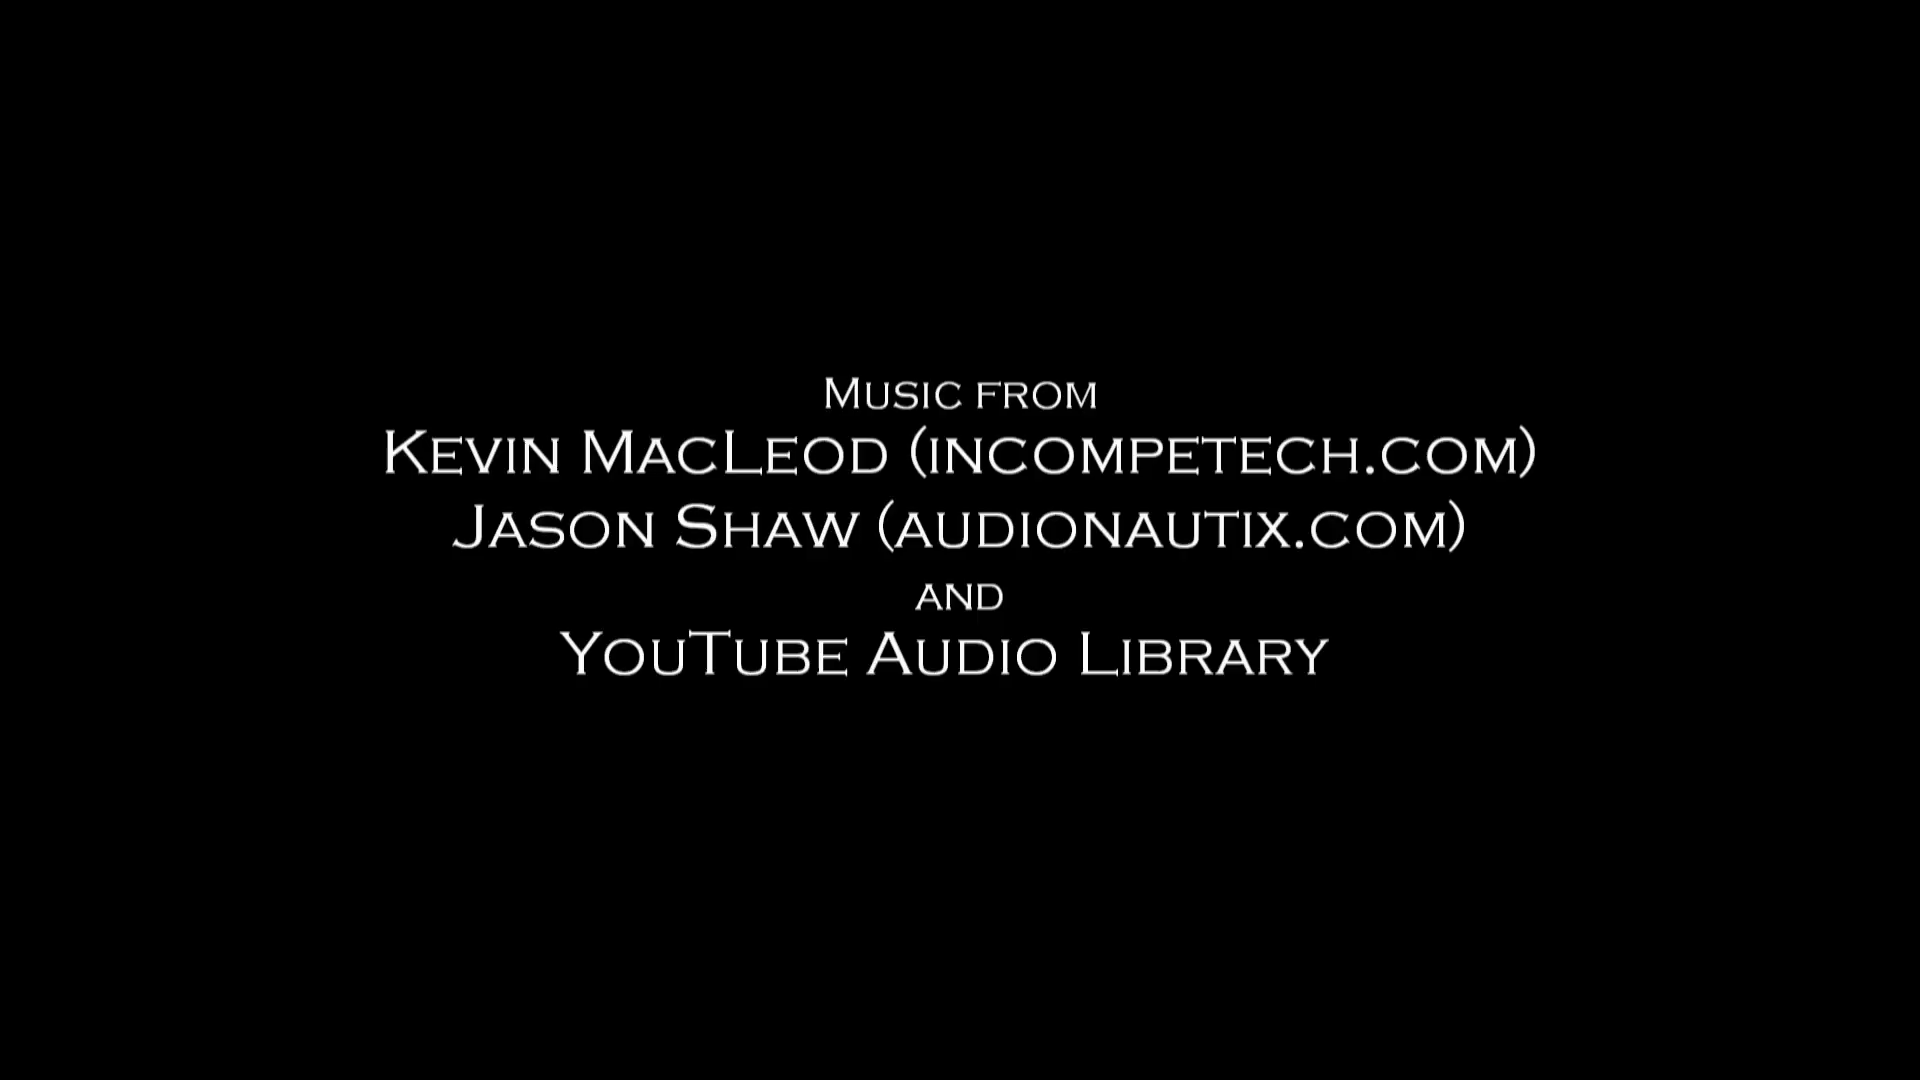 Music from
Kevin MacLeod (incompetech.com)
Jason Shaw (audionautix.com)
and
YouTube Audio Library